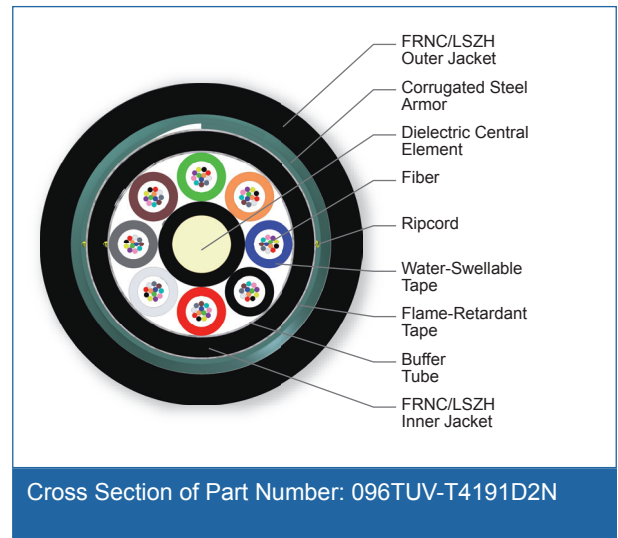 FRNC/LSZH
Outer Jacket
Corrugated Steel
Armor
Dielectric Central
Element
Fiber
Ripcord
Water-Swellable
Tape
Flame-Retardant
Tape
Buffer
Tube
FRNC/LSZH
Inner Jacket
Cross Section of Part Number: 096TUV-T4191D2N